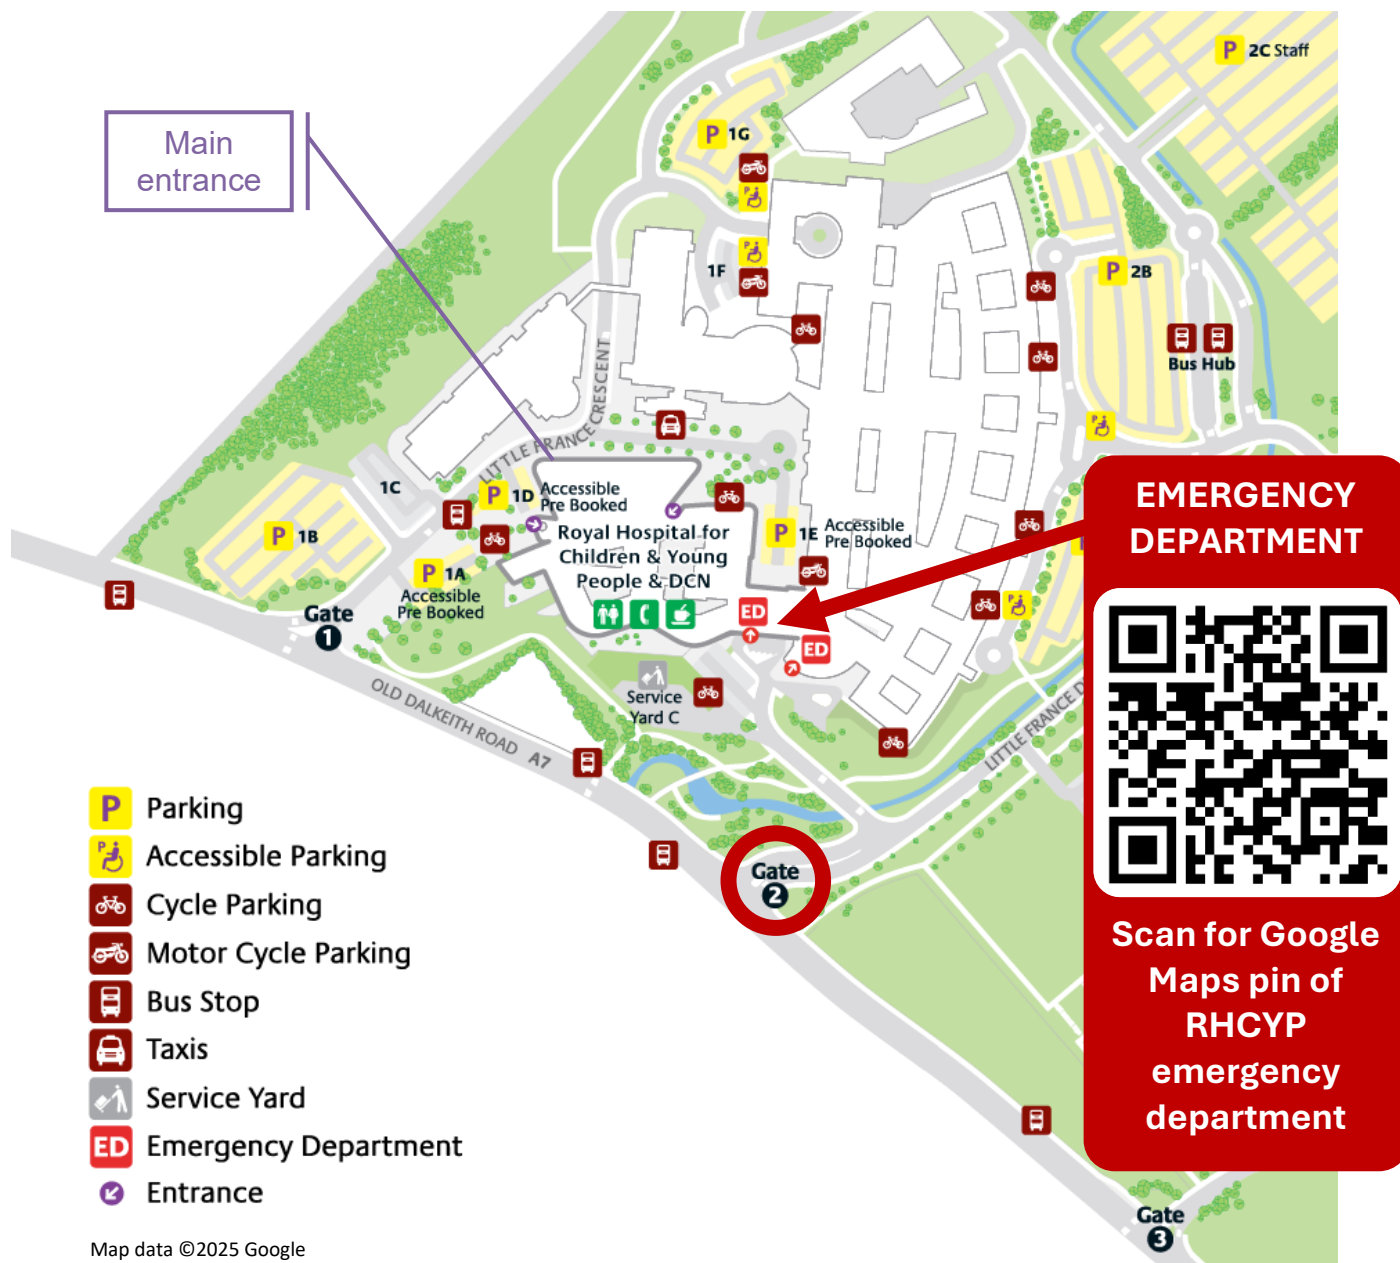 P 2C Staff
Main
entrance
P 1G
1F
P 2B
Bus Hub
LITTLE FRANCE CRESCENT
1C
P 1D
Accessible
Pre Booked
P 1B
Royal Hospital for
Children & Young
People & DCN
P 1E
Accessible
Pre Booked
P 1A
Accessible
Pre Booked
Gate
1
ED
ED
Service
Yard C
OLD DALKEITH ROAD A7
LITTLE FRANCE
Gate
2
EMERGENCY
DEPARTMENT
Scan for Google
Maps pin of
RHCYP
emergency
department
P Parking
P Accessible Parking
Cycle Parking
Motor Cycle Parking
Bus Stop
Taxis
Service Yard
ED Emergency Department
Entrance
Gate
3
Map data ©2025 Google